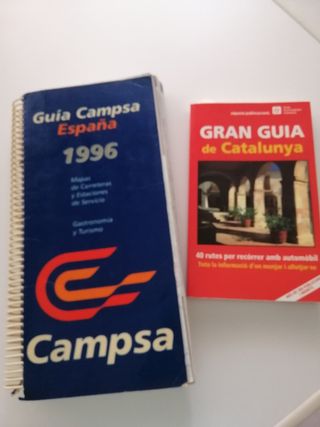 Guía Campsa
España
1996
Mapas
de Carreteras
y Estaciones
de Servicio
Gastronomía
y Turismo
Campsa
GRAN GUIA
de Catalunya
40 rutes per recórrer amb automòbil
Tota la informació d'on menjar i allotjar-se